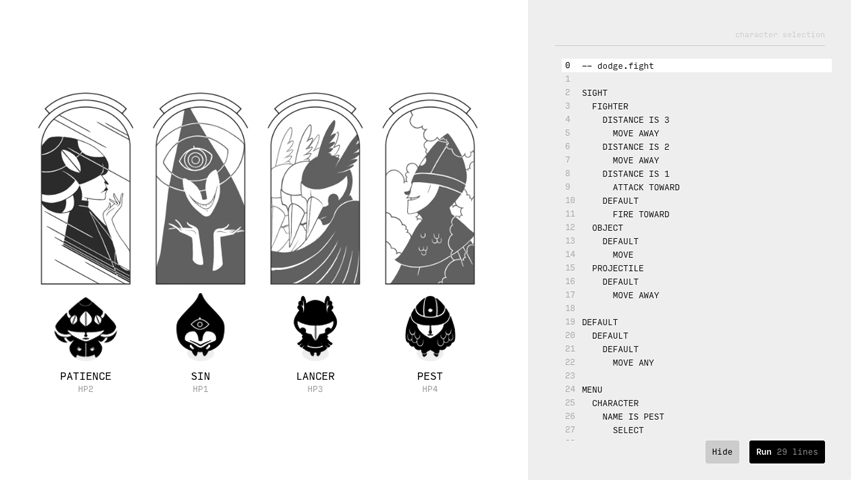 PATIENCE
HP2
SIN
HP1
LANCER
HP3
PEST
HP4
character selection
0 -- dodge.fight
1
2 SIGHT
3 FIGHTER
4 DISTANCE IS 3
5 MOVE AWAY
6 DISTANCE IS 2
7 MOVE AWAY
8 DISTANCE IS 1
9 ATTACK TOWARD
10 DEFAULT
11 FIRE TOWARD
12 OBJECT
13 DEFAULT
14 MOVE
15 PROJECTILE
16 DEFAULT
17 MOVE AWAY
18
19 DEFAULT
20 DEFAULT
21 DEFAULT
22 MOVE ANY
23
24 MENU
25 CHARACTER
26 NAME IS PEST
27 SELECT
Hide
Run 29 lines